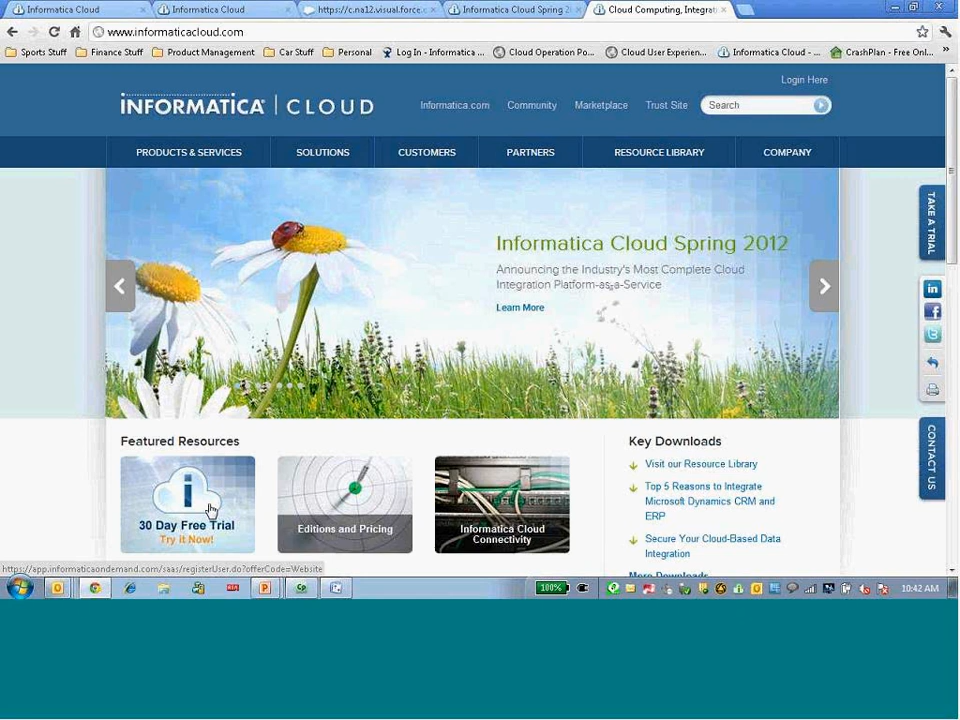 Informatica Cloud
Informatica Cloud
https://c.na12.visual.force.c
Informatica Cloud Spring 2
Cloud Computing, Integrat
www.informaticacloud.com
Sports Stuff
Finance Stuff
Product Management
Car Stuff
Personal
Log In - Informatica ...
Cloud Operation Po...
Cloud User Experien...
Informatica Cloud - ...
CrashPlan - Free Onl...
Login Here
INFORMATICA | CLOUD
Informatica.com
Community
Marketplace
Trust Site
Search
PRODUCTS & SERVICES
SOLUTIONS
CUSTOMERS
PARTNERS
RESOURCE LIBRARY
COMPANY
TAKE A TRIAL
Informatica Cloud Spring 2012
Announcing the Industry's Most Complete Cloud
Integration Platform-as-a-Service
Learn More
CONTACT US
Featured Resources
30 Day Free Trial
Try it Now!
Editions and Pricing
Informatica Cloud
Connectivity
Key Downloads
Visit our Resource Library
Top 5 Reasons to Integrate
Microsoft Dynamics CRM and
ERP
Secure Your Cloud-Based Data
Integration
More Downloads
https://app.informaticaondemand.com/saas/registerUser.do?offerCode=Website
100%
10:42 AM